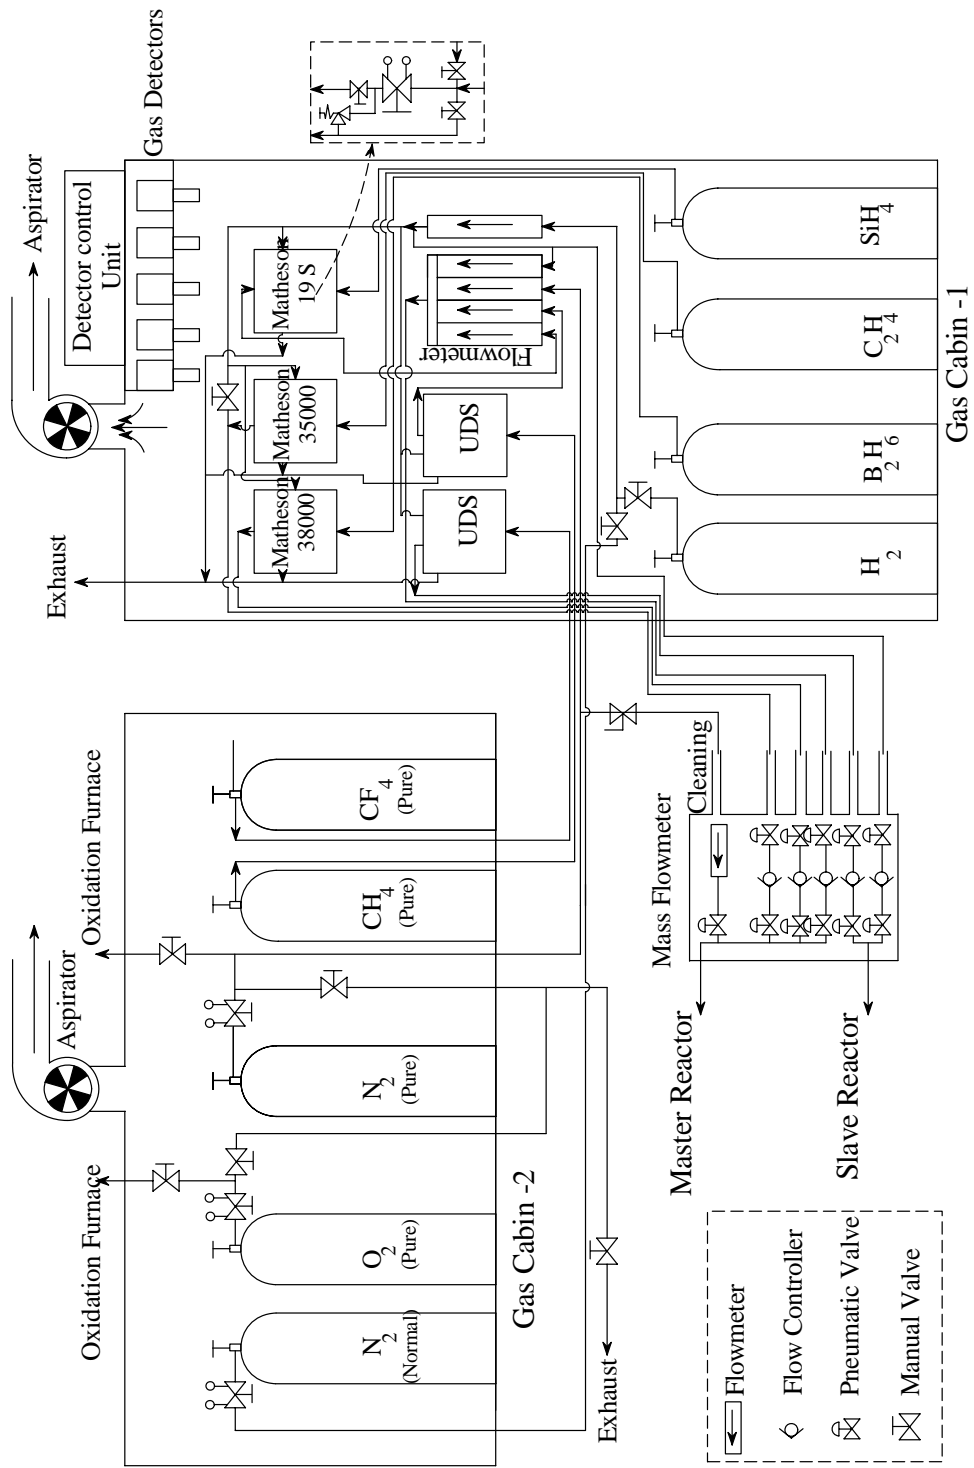 Oxidation Furnace
Aspirator
Oxidation Furnace
Exhaust
Aspirator
Gas Detectors
Detector control
Unit
Matheson
38000
Matheson
35000
Matheson
19 S
UDS
UDS
Flowmeter
N2
(Normal)
O2
(Pure)
N2
(Pure)
CH4
(Pure)
CF4
(Pure)
Gas Cabin -2
H2
B2H6
C2H4
SiH4
Gas Cabin -1
Exhaust
Mass Flowmeter
Cleaning
Master Reactor
Slave Reactor
Flowmeter
Flow Controller
Pneumatic Valve
Manual Valve